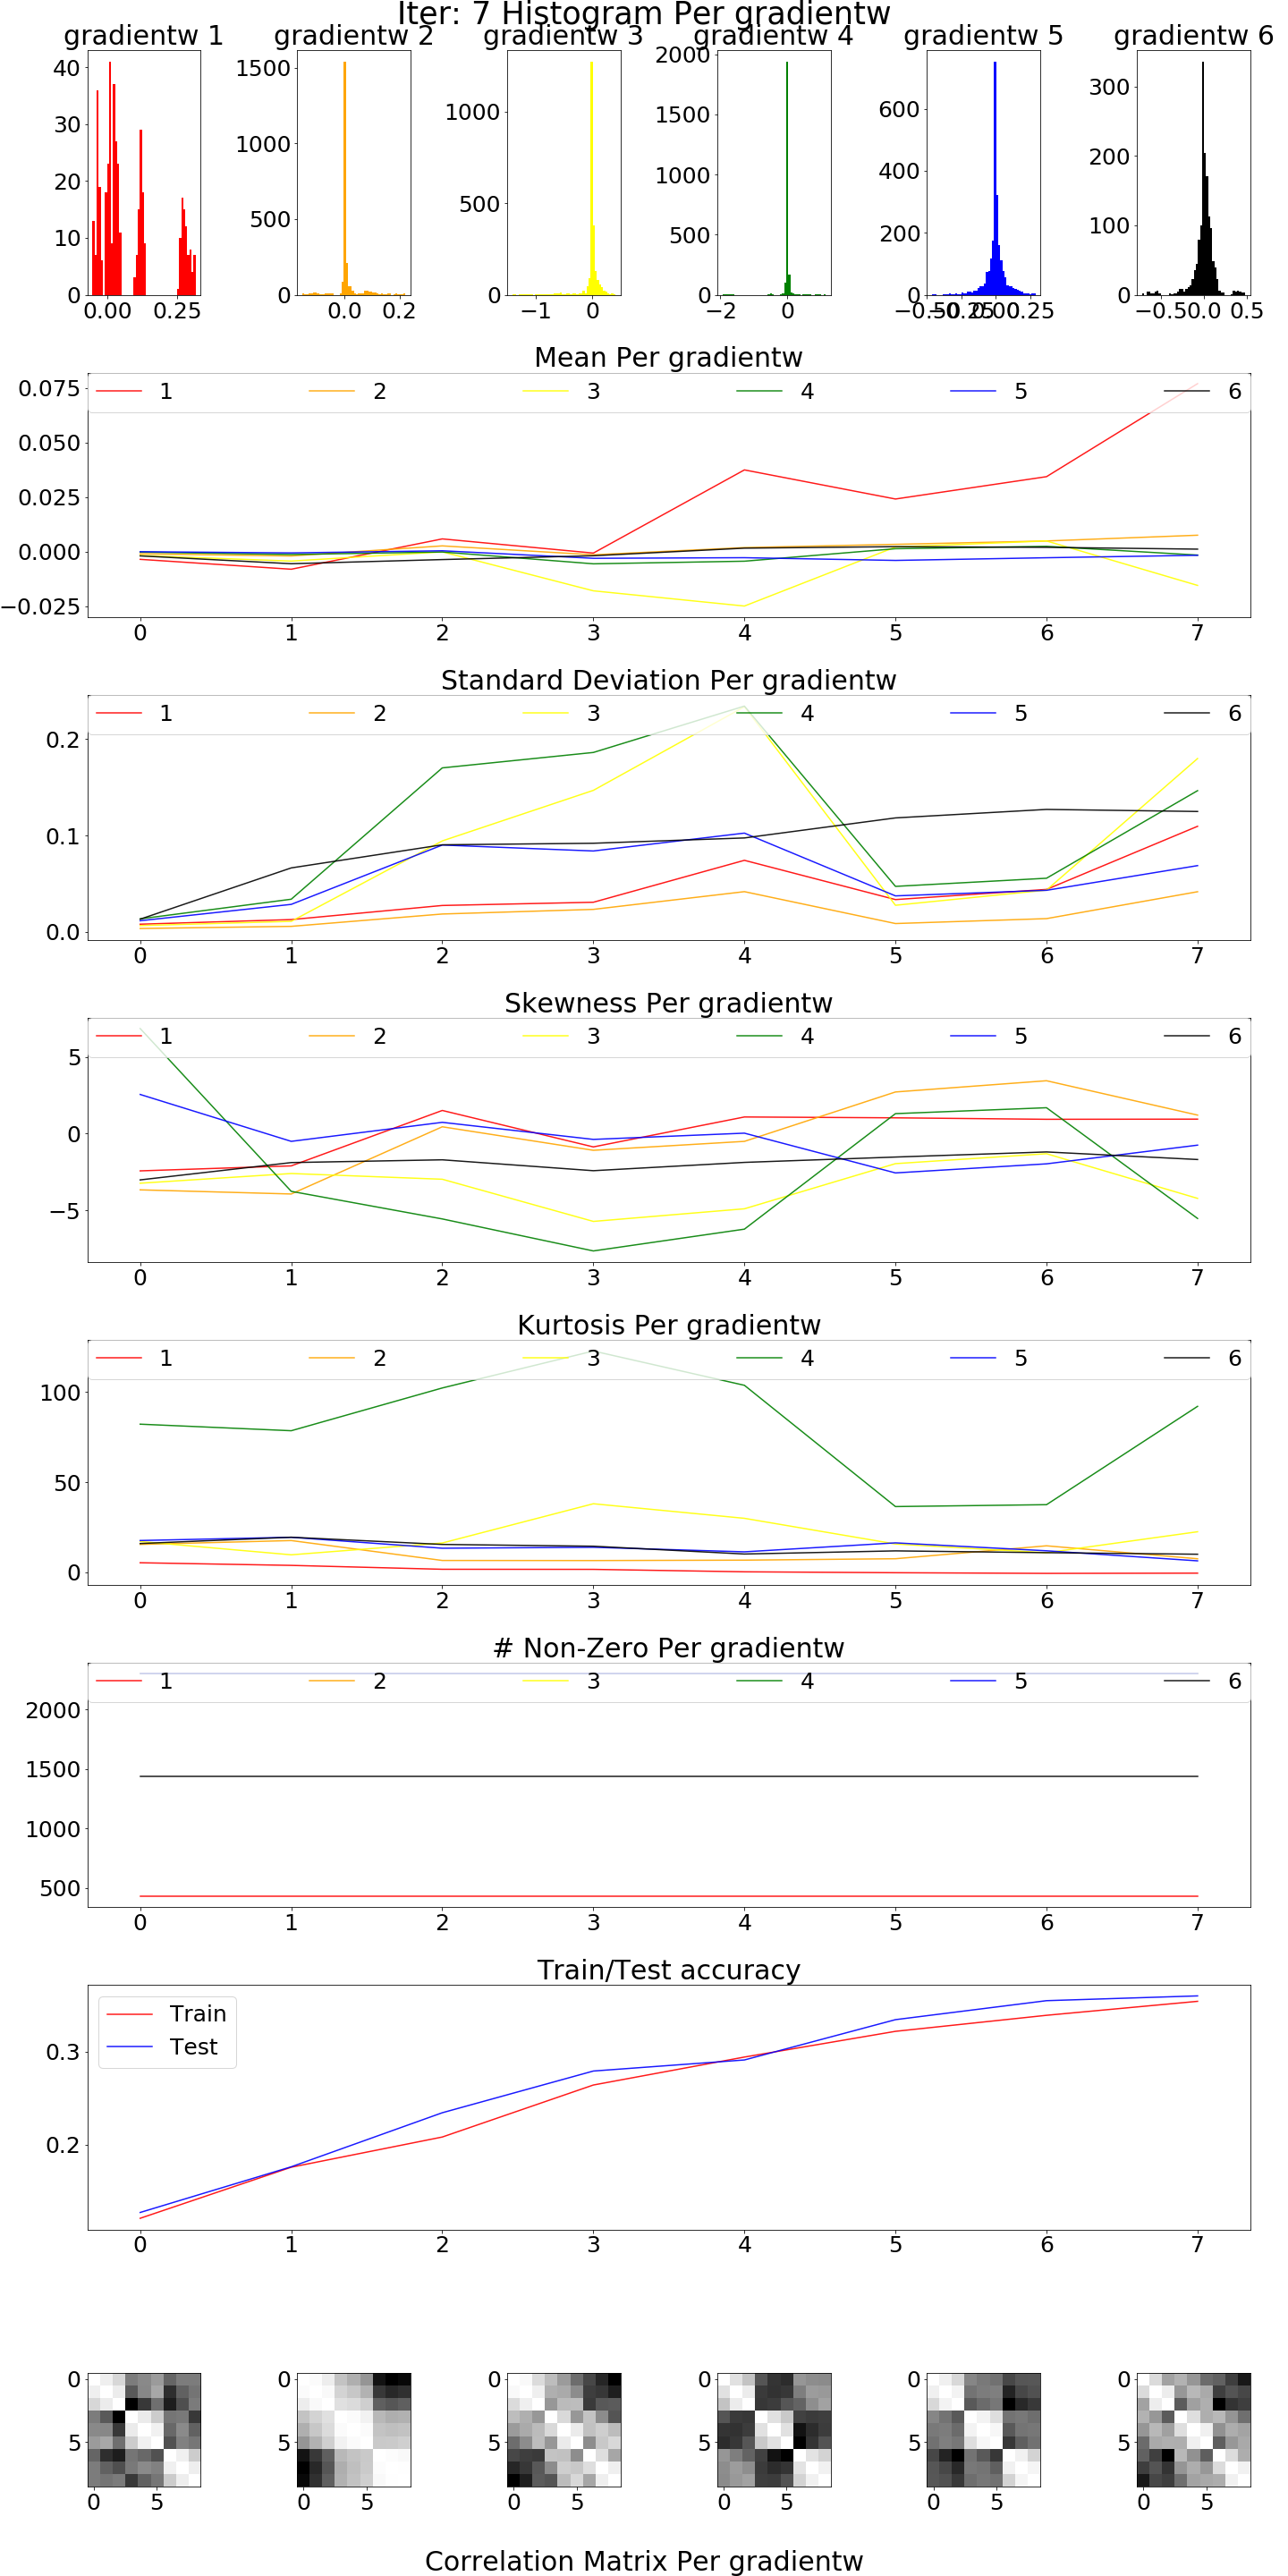 Iter: 7 Histogram Per gradientw
gradientw 1 gradientw 2 gradientw 3 gradientw 4 gradientw 5 gradientw 6
40
30
20
10
0
0.00 0.25
1500
1000
500
0
0.0 0.2
1000
500
0
−1 0
2000
1500
1000
500
0
−2 0
600
400
200
0
−0.50 −0.25 0.00 0.25
300
200
100
0
−0.5 0.0 0.5
Mean Per gradientw
1 2 3 4 5 6
0.075
0.050
0.025
0.000
−0.025
0 1 2 3 4 5 6 7
Standard Deviation Per gradientw
1 2 3 4 5 6
0.2
0.1
0.0
0 1 2 3 4 5 6 7
Skewness Per gradientw
1 2 3 4 5 6
5
0
−5
0 1 2 3 4 5 6 7
Kurtosis Per gradientw
1 2 3 4 5 6
100
50
0
0 1 2 3 4 5 6 7
# Non-Zero Per gradientw
1 2 3 4 5 6
2000
1500
1000
500
0 1 2 3 4 5 6 7
Train/Test accuracy
Train
Test
0.3
0.2
0 1 2 3 4 5 6 7
0 0 0 0 0 0
5 5 5 5 5 5
0 5 0 5 0 5 0 5 0 5 0 5
Correlation Matrix Per gradientw